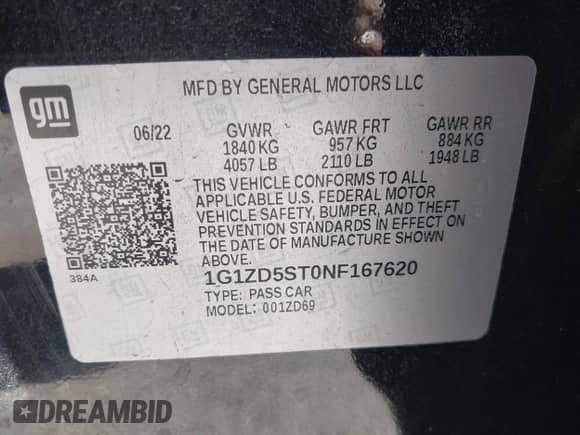 gm
MFD BY GENERAL MOTORS LLC
06/22 GVWR GAWR FRT GAWR RR
1840 KG 957 KG 884 KG
4057 LB 2110 LB 1948 LB
THIS VEHICLE CONFORMS TO ALL
APPLICABLE U.S. FEDERAL MOTOR
VEHICLE SAFETY, BUMPER, AND THEFT
PREVENTION STANDARDS IN EFFECT ON
THE DATE OF MANUFACTURE SHOWN
ABOVE.
384A
1G1ZD5ST0NF167620
TYPE: PASS CAR
MODEL: 001ZD69
DREAMBID